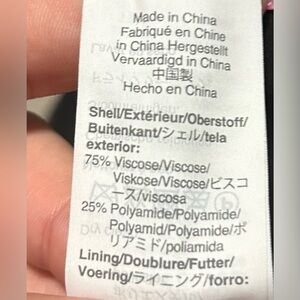 Made in China
Fabriqué en Chine
in China Hergestellt
Vervaardigd in China
中国製
Hecho en China
Shell/Extérieur/Oberstoff/
Buitenkant/シェル/tela
exterior:
75% Viscose/Viscose/
Viskose/Viscose/ビスコ
ース/viscosa
25% Polyamide/Polyamide/
Polyamid/Polyamide/ポ
リアミド/poliamida
Lining/Doublure/Futter/
Voering/ライニング/forro: